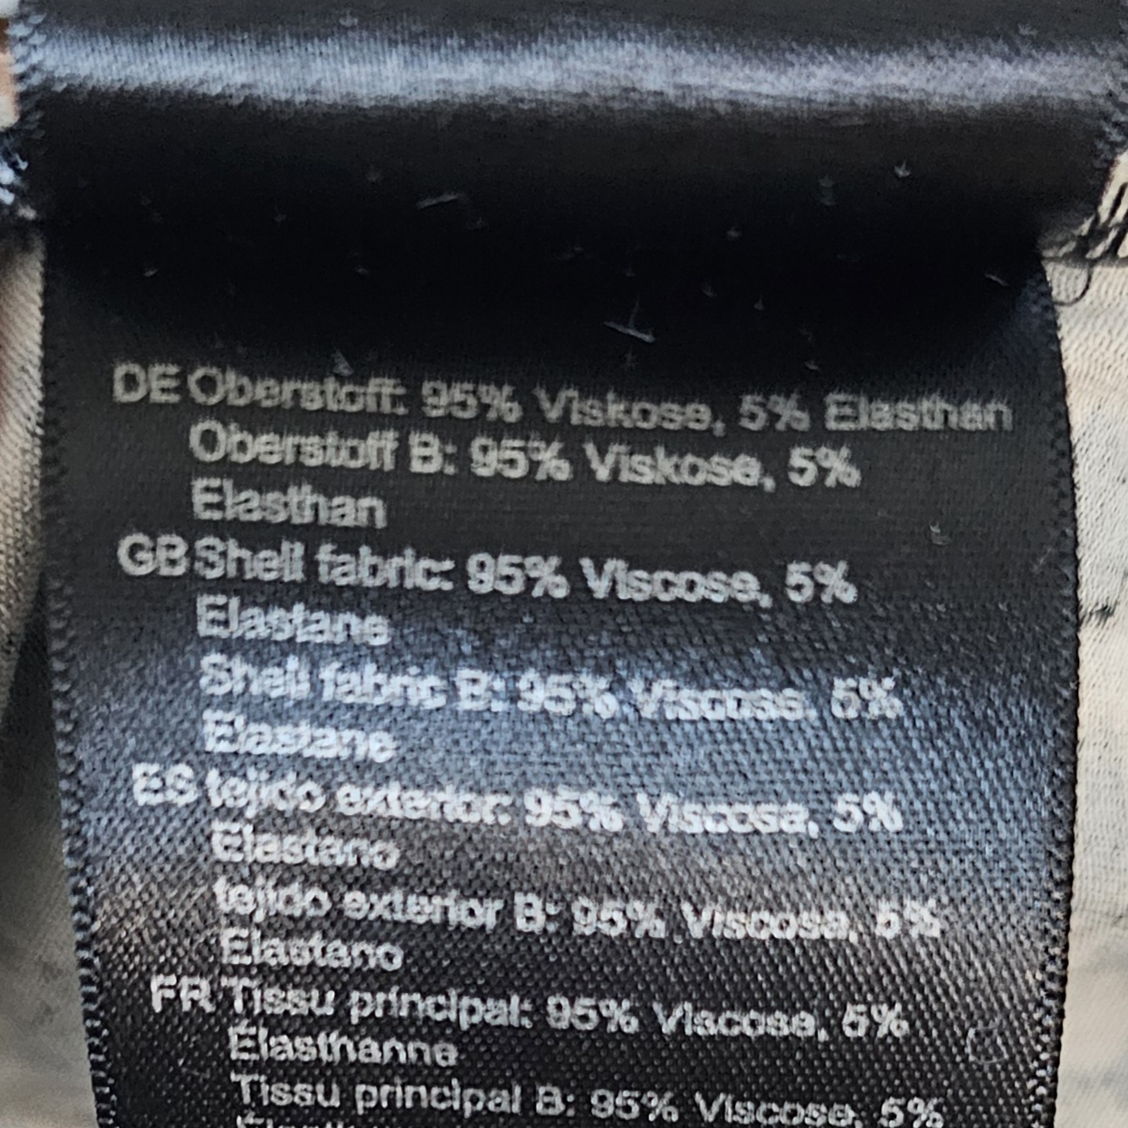 DE Oberstoff: 95% Viskose, 5% Elasthan
Oberstoff B: 95% Viskose, 5%
Elasthan
GB Shell fabric: 95% Viscose, 5%
Elastane
Shell fabric B: 95% Viscose, 5%
Elastane
ES tejido exterior: 95% Viscosa, 5%
Elastano
tejido exterior B: 95% Viscosa, 5%
Elastano
FR Tissu principal: 95% Viscose, 5%
Élasthanne
Tissu principal B: 95% Viscose, 5%